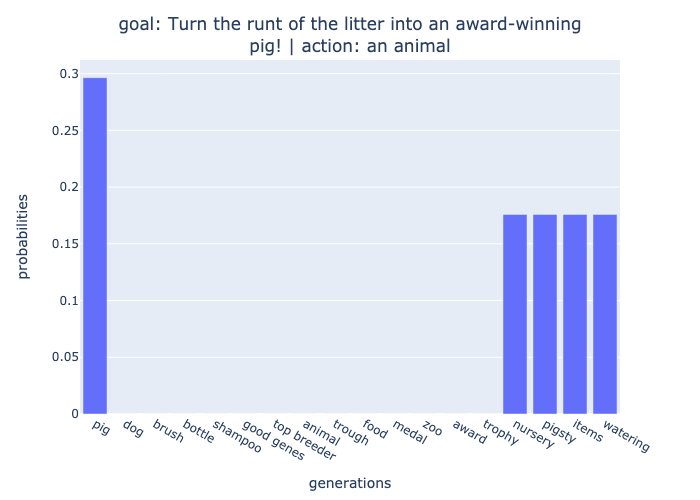 goal: Turn the runt of the litter into an award-winning
pig! | action: an animal
0.3
0.25
0.2
0.15
0.1
0.05
0
probabilities
pig
dog
brush
bottle
shampoo
good genes
top breeder
animal
trough
food
medal
zoo
award
trophy
nursery
pigsty
items
watering
generations